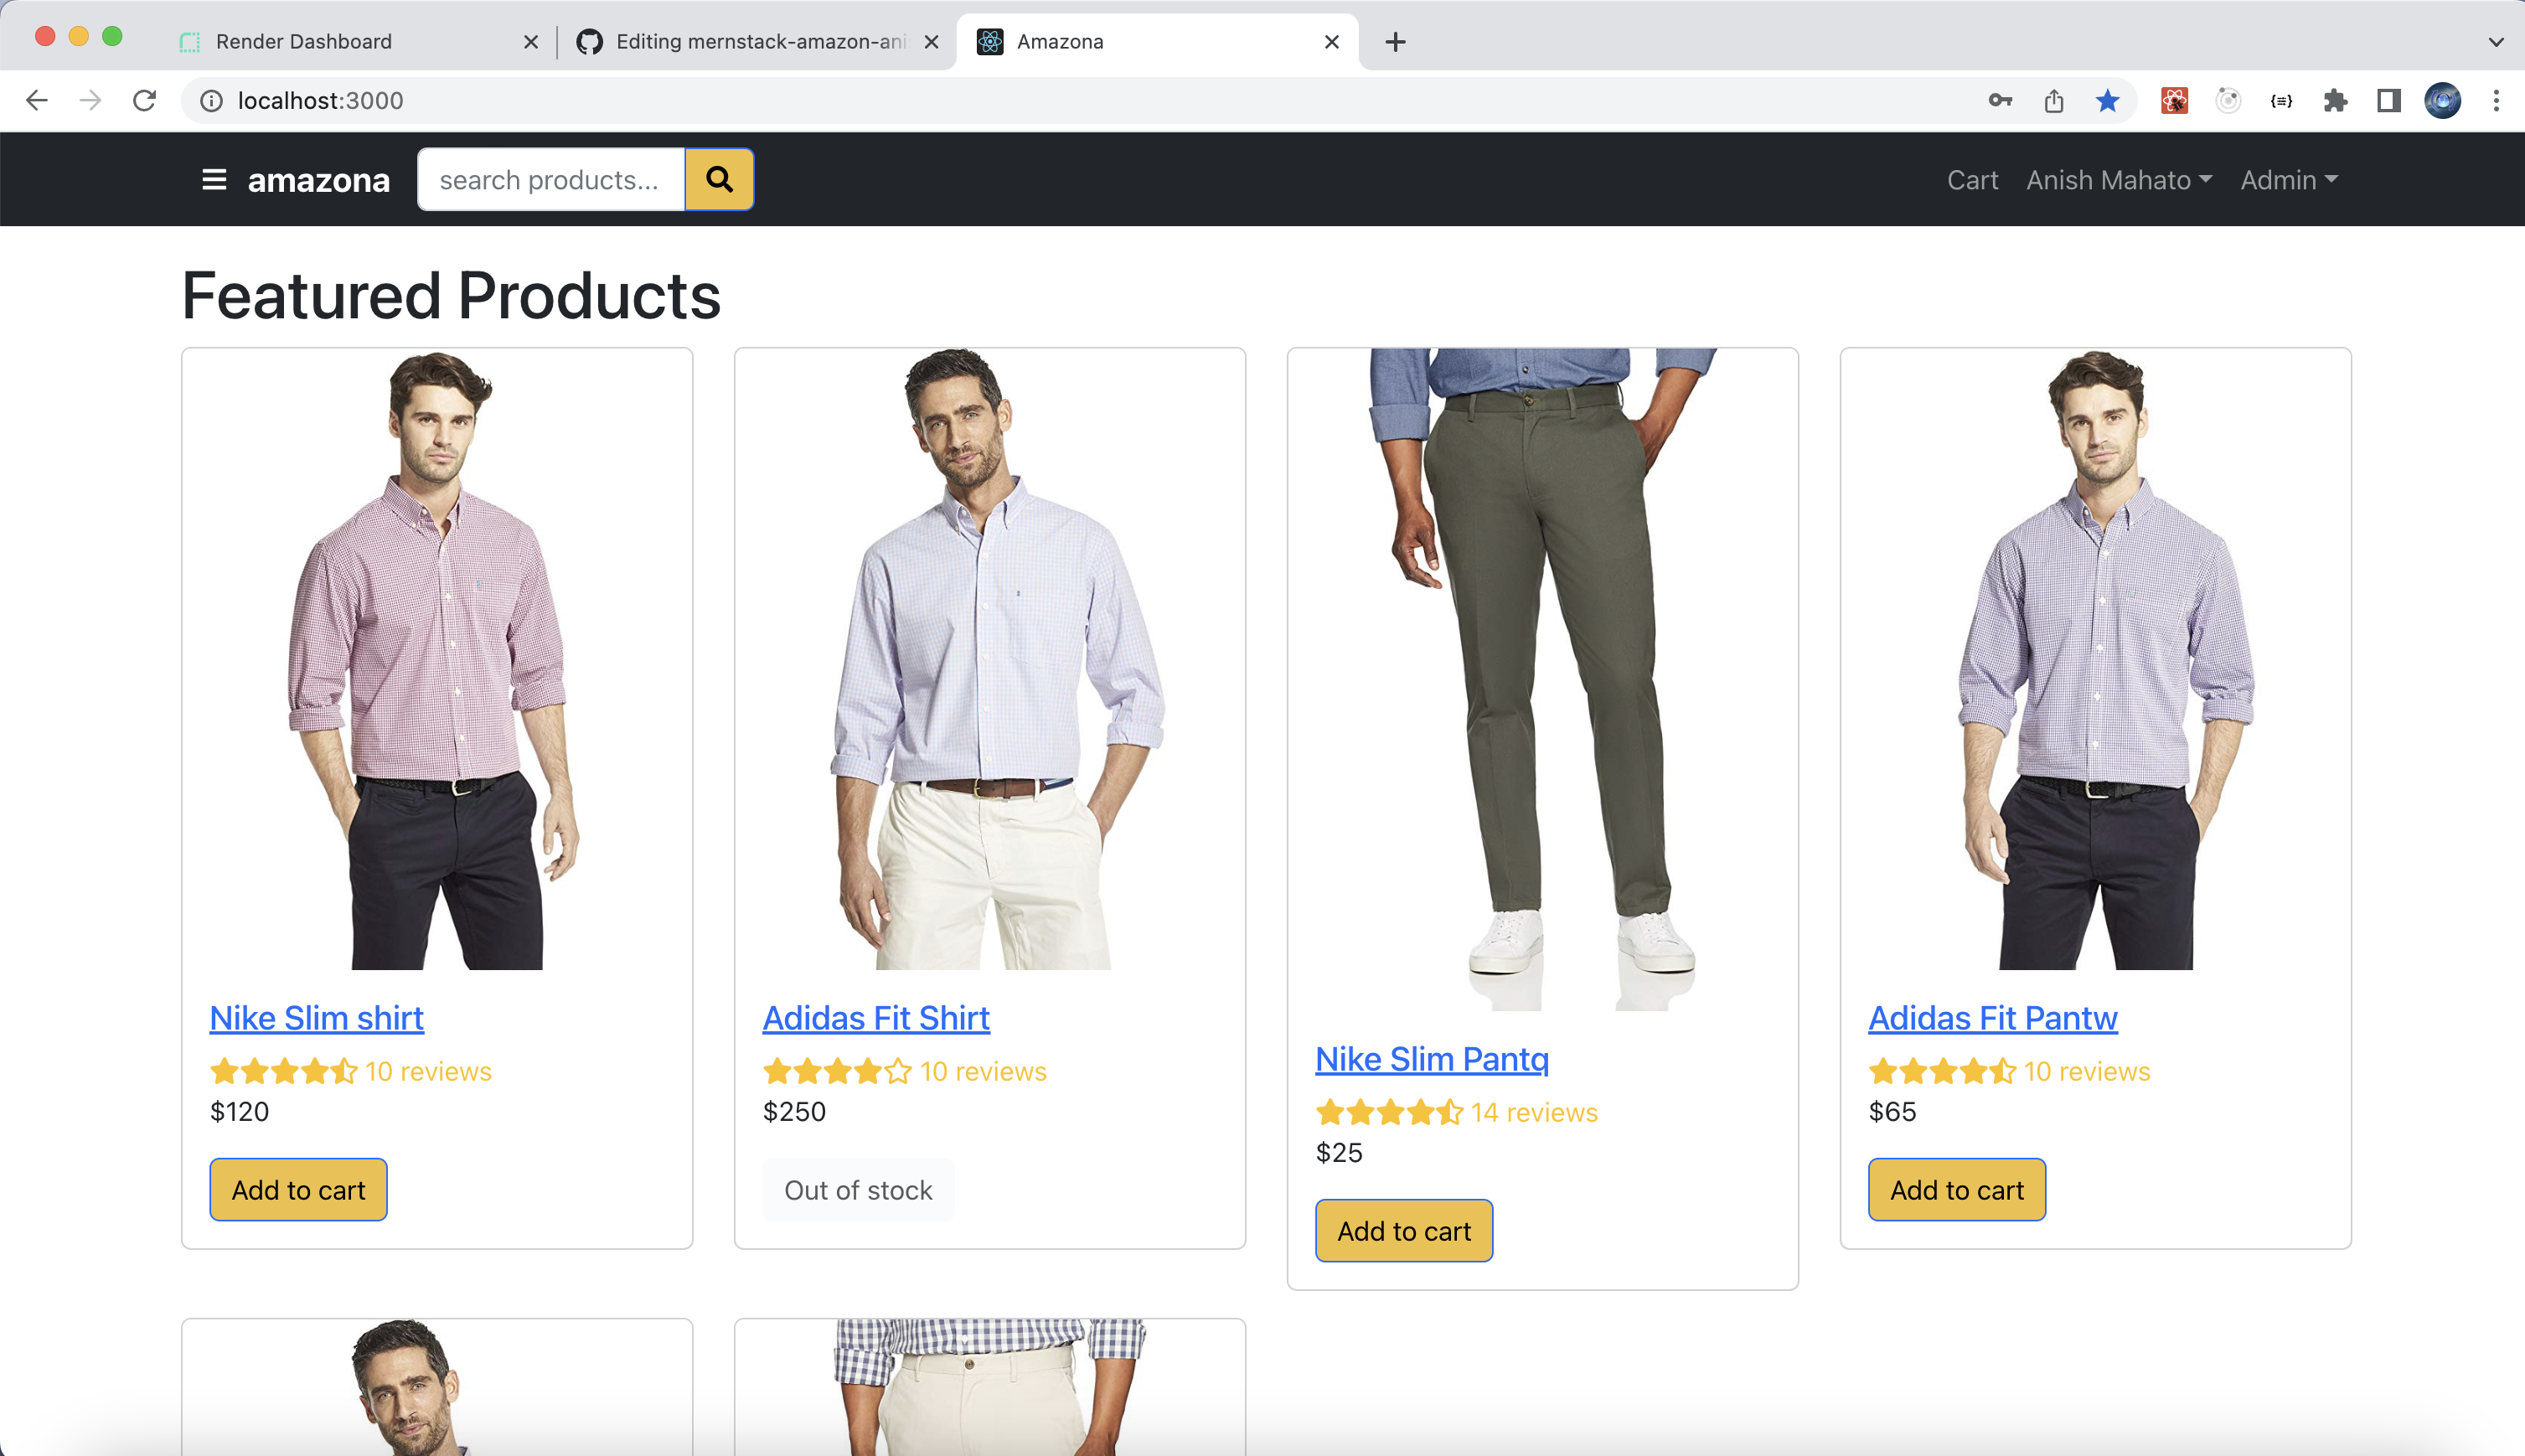 Render Dashboard
Editing mernstack-amazon-ani
Amazona
localhost:3000
{≡}
amazona
search products...
Cart
Anish Mahato
Admin
Featured Products
Nike Slim shirt
10 reviews
$120
Add to cart
Adidas Fit Shirt
10 reviews
$250
Out of stock
Nike Slim Pantq
14 reviews
$25
Add to cart
Adidas Fit Pantw
10 reviews
$65
Add to cart